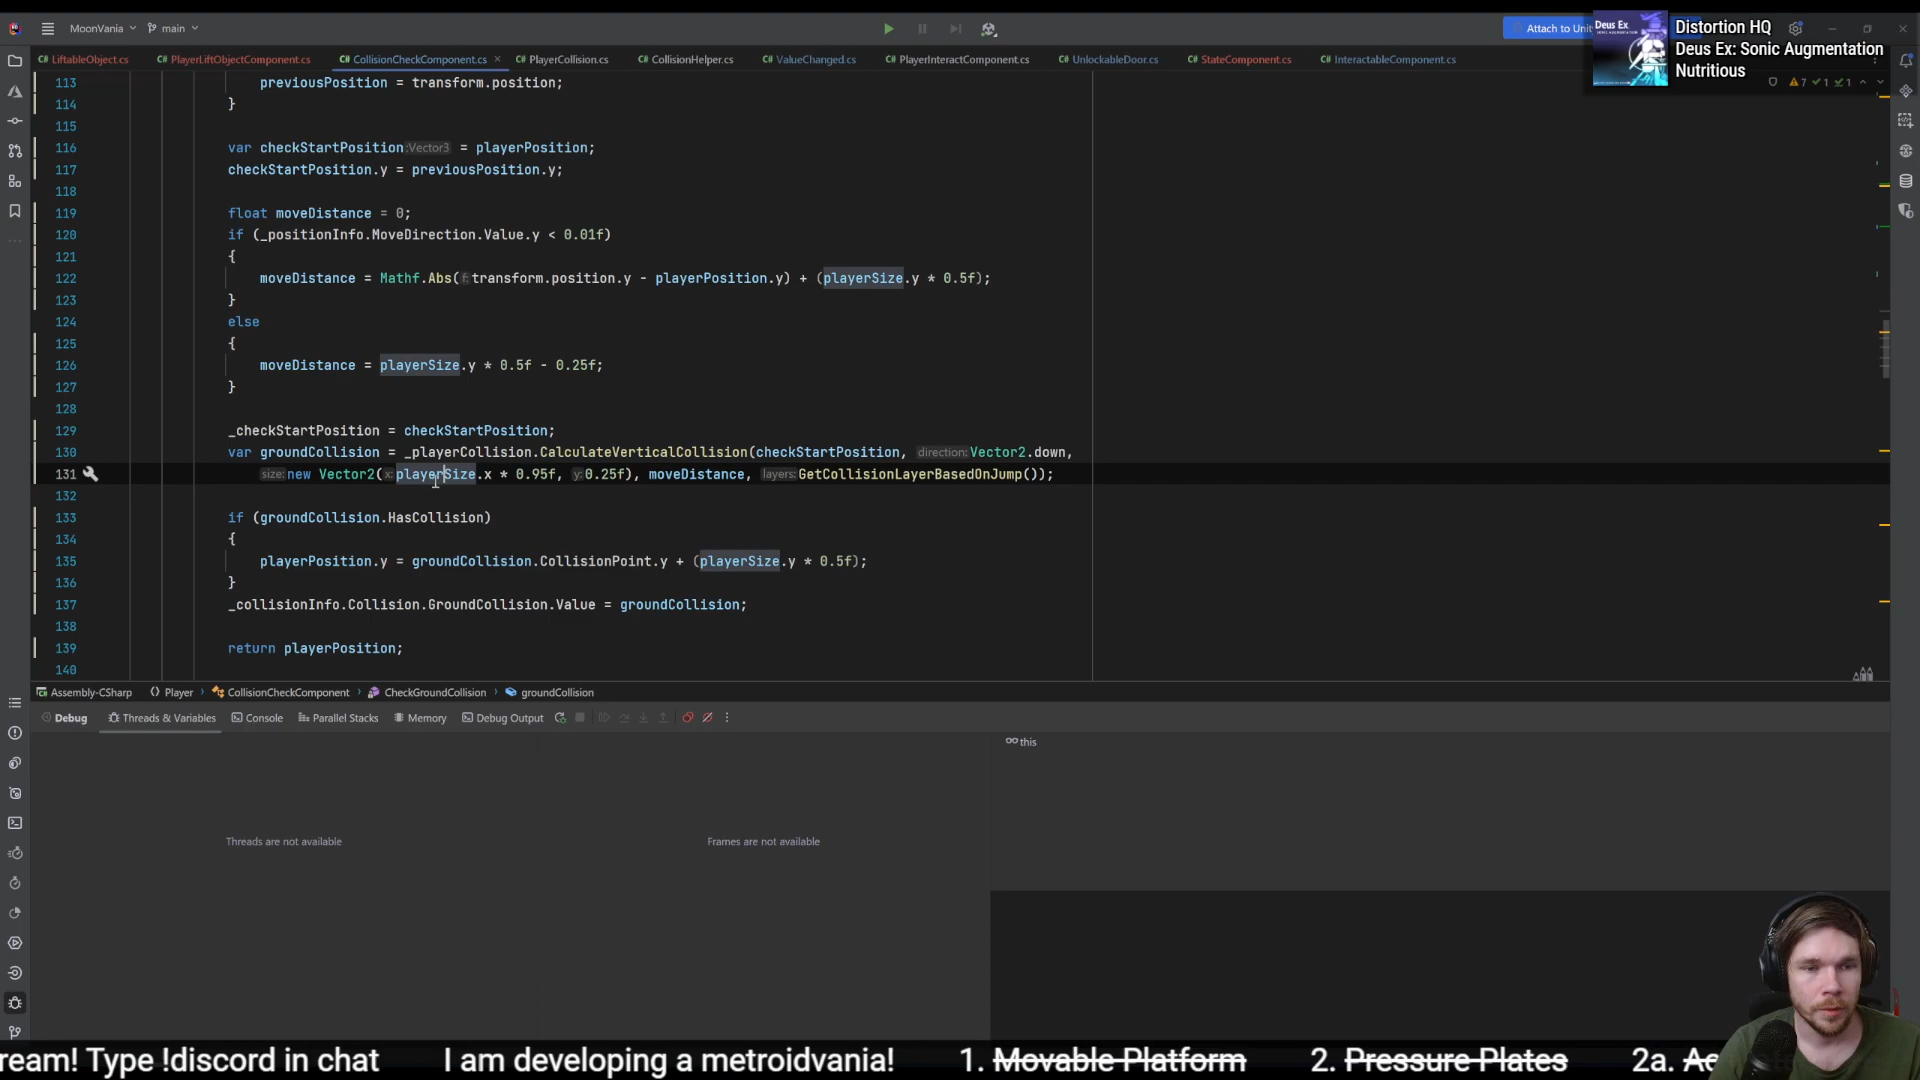 MoonVania
main
Attach to Unit
Distortion HQ
Deus Ex: Sonic Augmentation
Nutritious
Deus Ex
LiftableObject.cs
PlayerLiftObjectComponent.cs
CollisionCheckComponent.cs
PlayerCollision.cs
CollisionHelper.cs
ValueChanged.cs
PlayerInteractComponent.cs
UnlockableDoor.cs
StateComponent.cs
InteractableComponent.cs
7 1 1
113 previousPosition = transform.position;
114 }
115
116 var checkStartPosition :Vector3 = playerPosition;
117 checkStartPosition.y = previousPosition.y;
118
119 float moveDistance = 0;
120 if (_positionInfo.MoveDirection.Value.y < 0.01f)
121 {
122 moveDistance = Mathf.Abs( f: transform.position.y - playerPosition.y) + (playerSize.y * 0.5f);
123 }
124 else
125 {
126 moveDistance = playerSize.y * 0.5f - 0.25f;
127 }
128
129 _checkStartPosition = checkStartPosition;
130 var groundCollision = _playerCollision.CalculateVerticalCollision(checkStartPosition, direction: Vector2.down,
131 size: new Vector2( x: playerSize.x * 0.95f, y: 0.25f), moveDistance, layers: GetCollisionLayerBasedOnJump());
132
133 if (groundCollision.HasCollision)
134 {
135 playerPosition.y = groundCollision.CollisionPoint.y + (playerSize.y * 0.5f);
136 }
137 _collisionInfo.Collision.GroundCollision.Value = groundCollision;
138
139 return playerPosition;
140
Assembly-CSharp
Player
CollisionCheckComponent
CheckGroundCollision
groundCollision
Debug
Threads & Variables
Console
Parallel Stacks
Memory
Debug Output
this
Threads are not available
Frames are not available
ream! Type !discord in chat I am developing a metroidvania! 1. Movable Platform 2. Pressure Plates 2a.